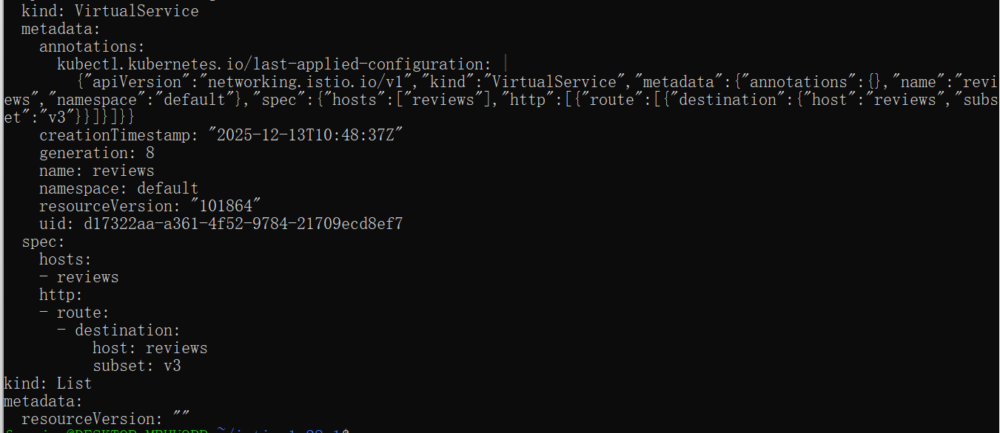 kind: VirtualService
metadata:
annotations:
kubectl.kubernetes.io/last-applied-configuration: |
{"apiVersion":"networking.istio.io/v1","kind":"VirtualService","metadata":{"annotations":{},"name":"revi
ews","namespace":"default"},"spec":{"hosts":["reviews"],"http":[{"route":[{"destination":{"host":"reviews","subs
et":"v3"}}]}]}}
creationTimestamp: "2025-12-13T10:48:37Z"
generation: 8
name: reviews
namespace: default
resourceVersion: "101864"
uid: d17322aa-a361-4f52-9784-21709ecd8ef7
spec:
hosts:
- reviews
http:
- route:
- destination:
host: reviews
subset: v3
kind: List
metadata:
resourceVersion: ""